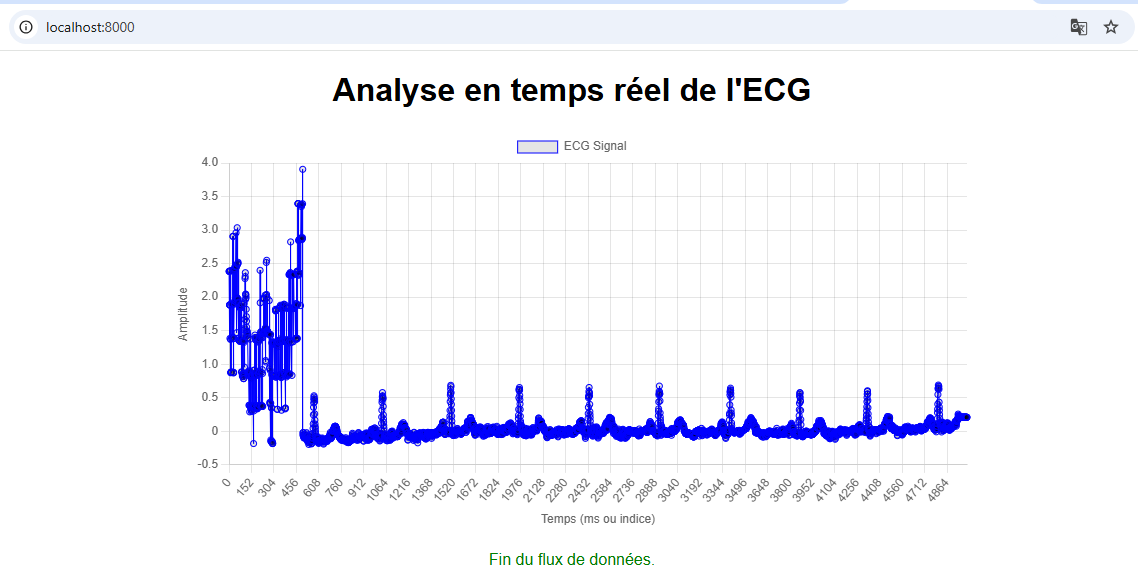 localhost:8000
Analyse en temps réel de l'ECG
ECG Signal
4.0
3.5
3.0
2.5
2.0
1.5
1.0
0.5
0
-0.5
Amplitude
0 152 304 456 608 760 912 1064 1216 1368 1520 1672 1824 1976 2128 2280 2432 2584 2736 2888 3040 3192 3344 3496 3648 3800 3952 4104 4256 4408 4560 4712 4864
Temps (ms ou indice)
Fin du flux de données.